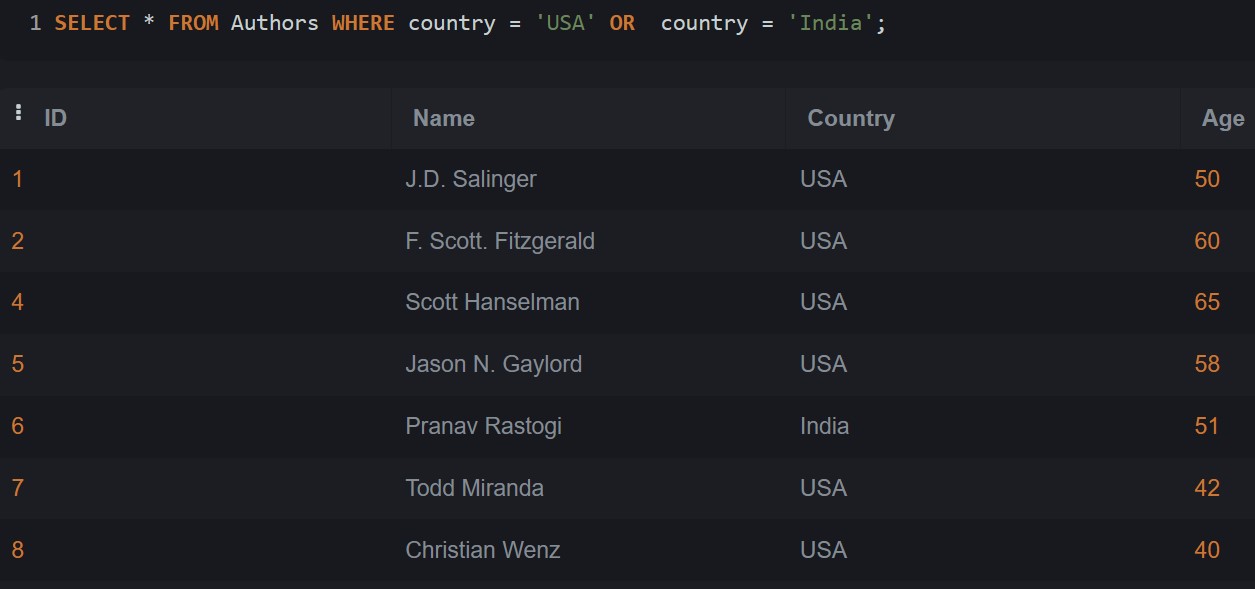 1 SELECT * FROM Authors WHERE country = 'USA' OR  country = 'India';
ID Name Country Age
1 J.D. Salinger USA 50
2 F. Scott. Fitzgerald USA 60
4 Scott Hanselman USA 65
5 Jason N. Gaylord USA 58
6 Pranav Rastogi India 51
7 Todd Miranda USA 42
8 Christian Wenz USA 40